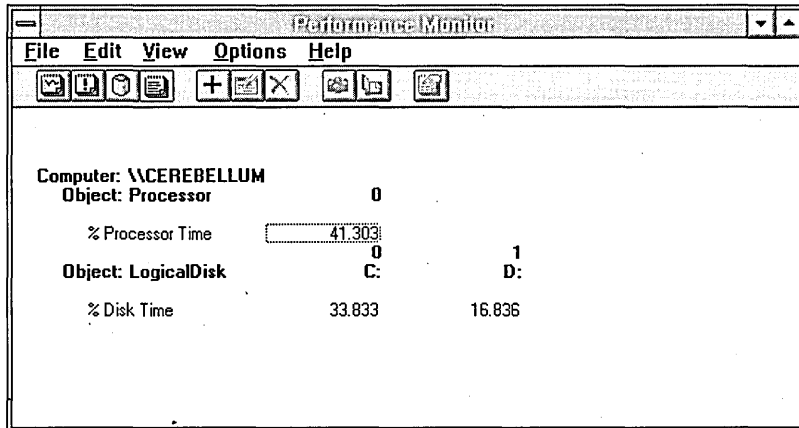 Performance Monitor
File Edit View Options Help
Computer: \\CEREBELLUM
Object: Processor 0
% Processor Time 41.303
0 1
Object: LogicalDisk C: D:
% Disk Time 33.833 16.836